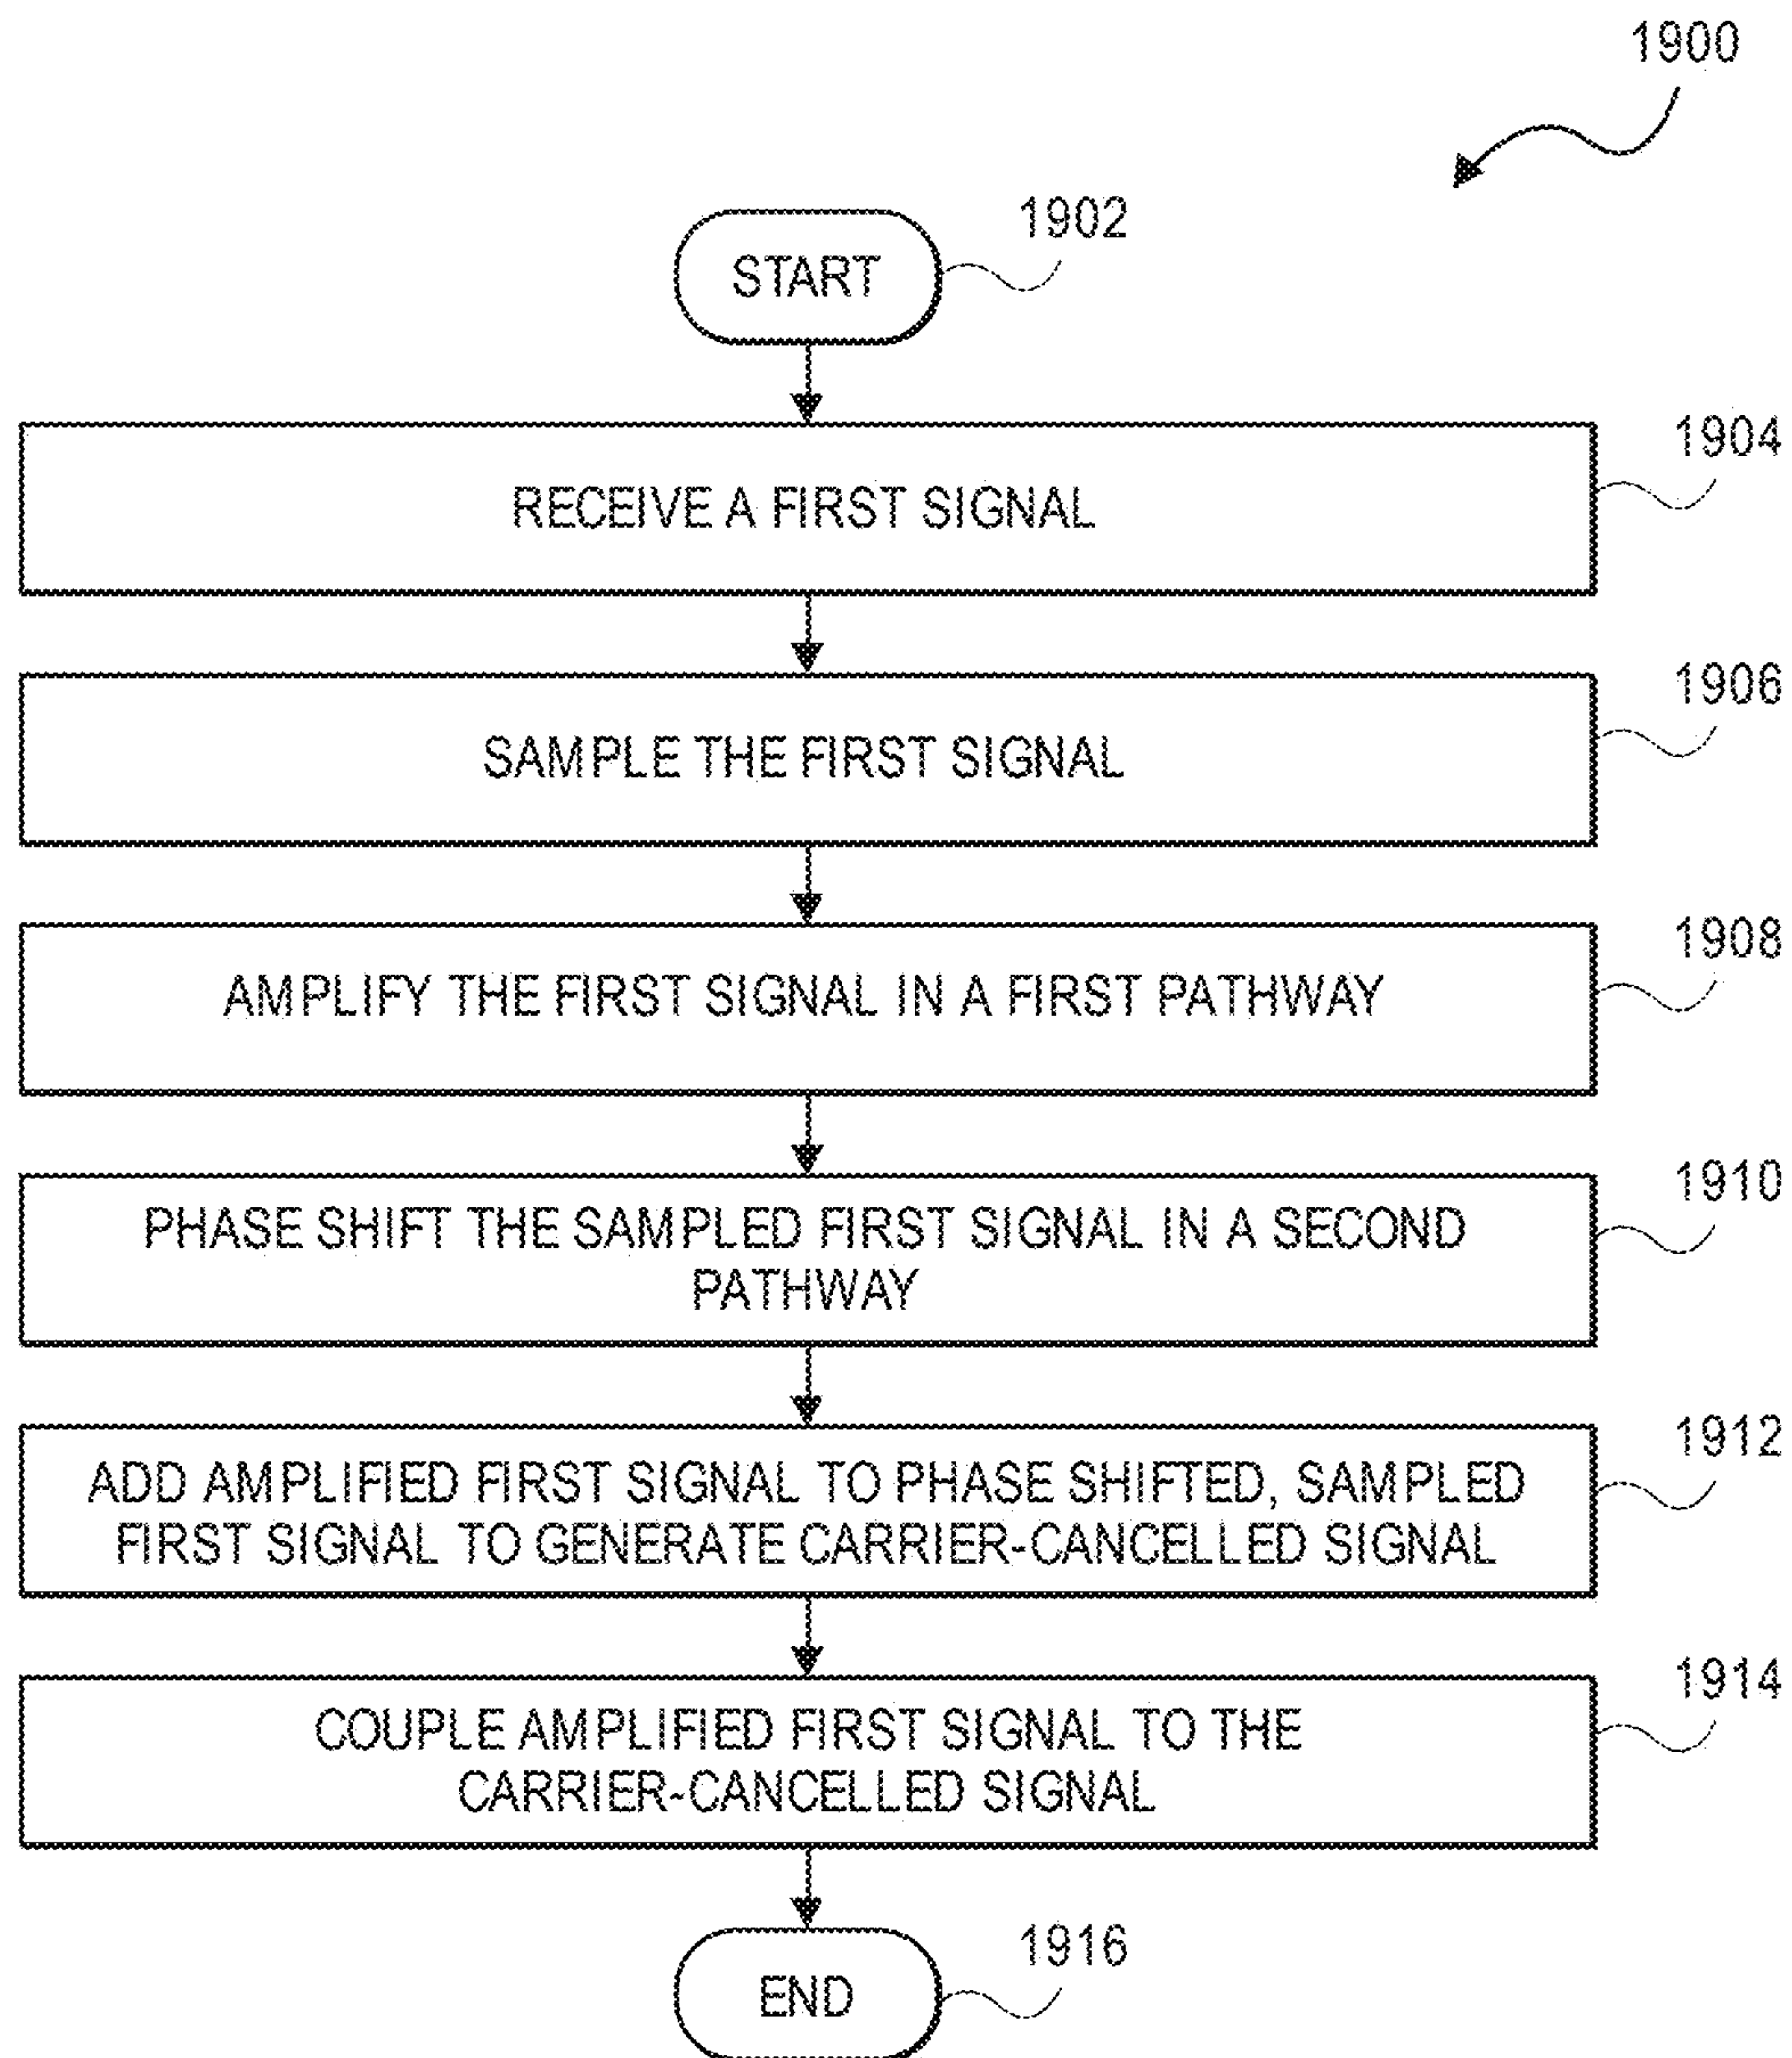 1900
1902
START
1904
RECEIVE A FIRST SIGNAL
1906
SAMPLE THE FIRST SIGNAL
1908
AMPLIFY THE FIRST SIGNAL IN A FIRST PATHWAY
1910
PHASE SHIFT THE SAMPLED FIRST SIGNAL IN A SECOND
PATHWAY
1912
ADD AMPLIFIED FIRST SIGNAL TO PHASE SHIFTED, SAMPLED
FIRST SIGNAL TO GENERATE CARRIER-CANCELLED SIGNAL
1914
COUPLE AMPLIFIED FIRST SIGNAL TO THE
CARRIER-CANCELLED SIGNAL
1916
END